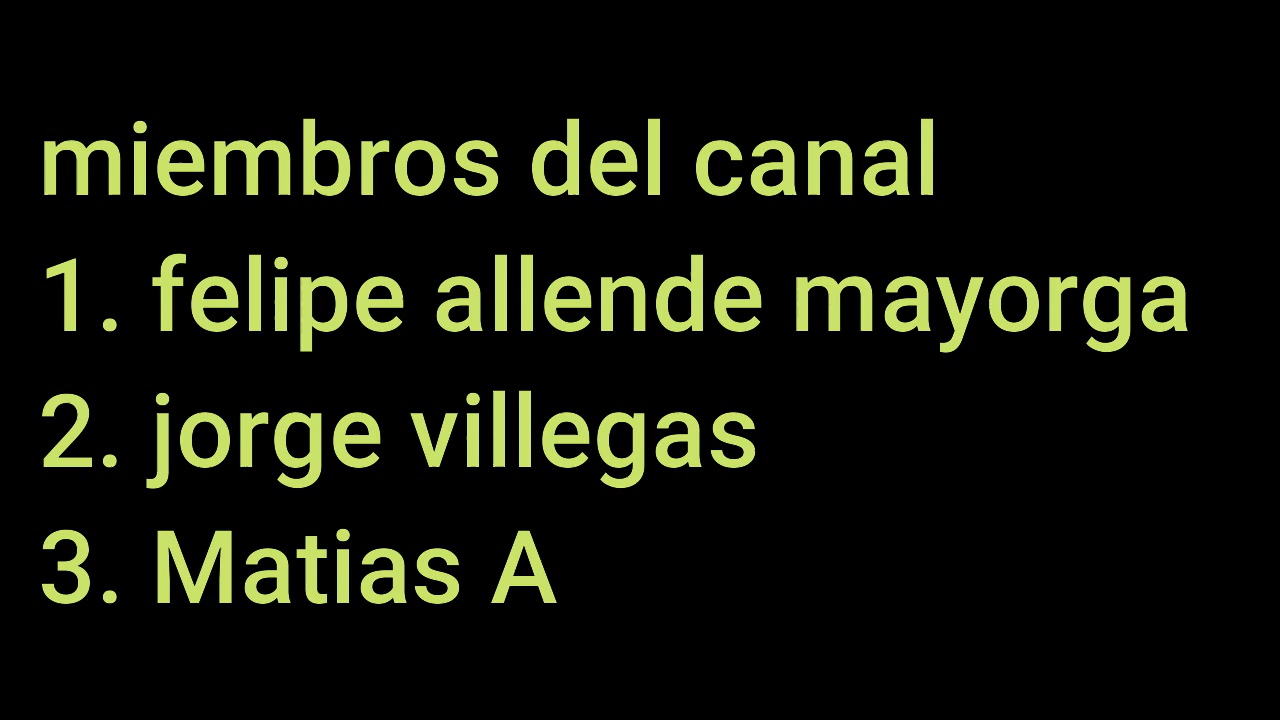 miembros del canal
1. felipe allende mayorga
2. jorge villegas
3. Matias A